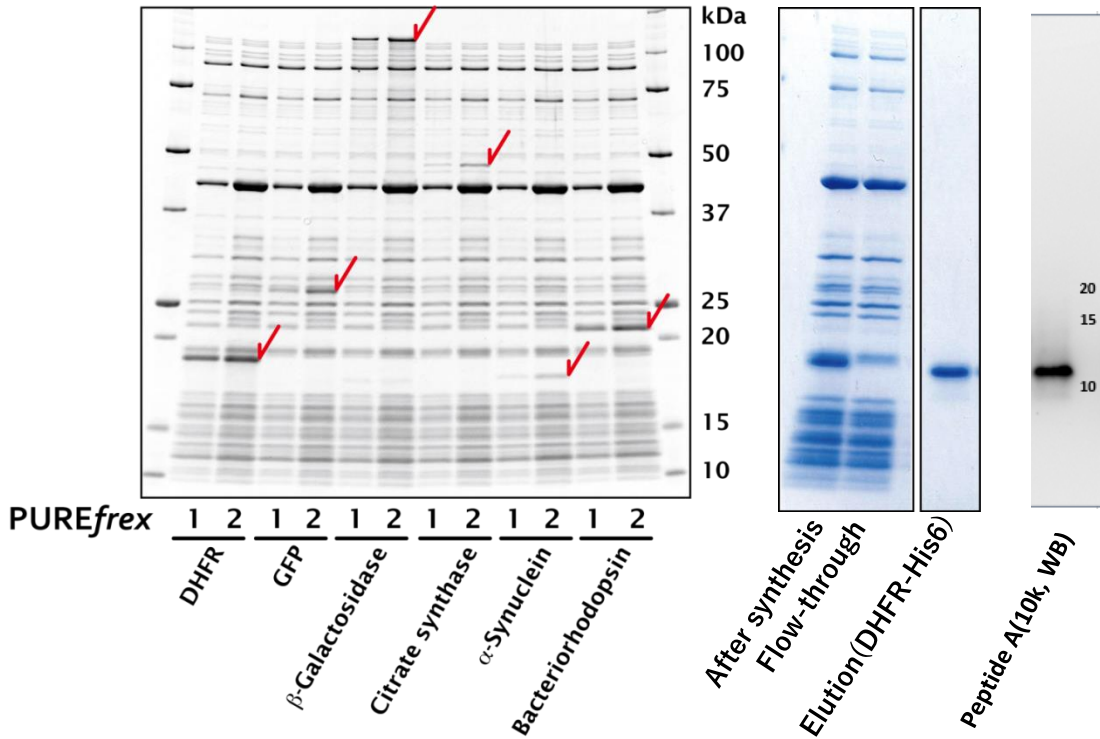 kDa
100
75
50
37
25
20
15
10
20
15
10
PUREfrex 1 2 1 2 1 2 1 2 1 2 1 2
DHFR
GFP
β-Galactosidase
Citrate synthase
α-Synuclein
Bacteriorhodopsin
After synthesis
Flow-through
Elution(DHFR-His6)
Peptide A(10k, WB)